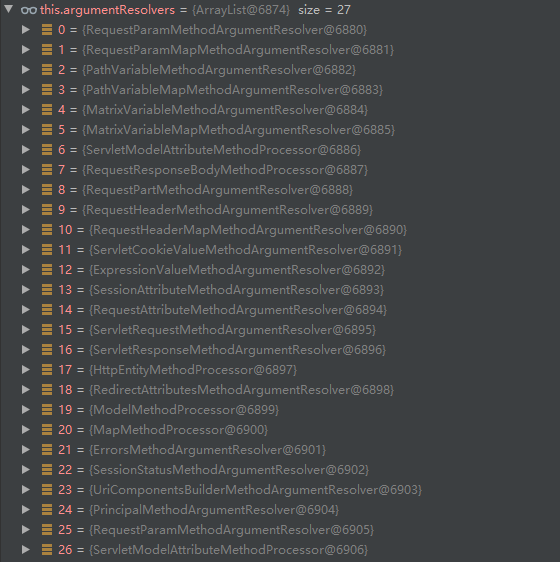 this.argumentResolvers = {ArrayList@6874} size = 27
0 = {RequestParamMethodArgumentResolver@6880}
1 = {RequestParamMapMethodArgumentResolver@6881}
2 = {PathVariableMethodArgumentResolver@6882}
3 = {PathVariableMapMethodArgumentResolver@6883}
4 = {MatrixVariableMethodArgumentResolver@6884}
5 = {MatrixVariableMapMethodArgumentResolver@6885}
6 = {ServletModelAttributeMethodProcessor@6886}
7 = {RequestResponseBodyMethodProcessor@6887}
8 = {RequestPartMethodArgumentResolver@6888}
9 = {RequestHeaderMethodArgumentResolver@6889}
10 = {RequestHeaderMapMethodArgumentResolver@6890}
11 = {ServletCookieValueMethodArgumentResolver@6891}
12 = {ExpressionValueMethodArgumentResolver@6892}
13 = {SessionAttributeMethodArgumentResolver@6893}
14 = {RequestAttributeMethodArgumentResolver@6894}
15 = {ServletRequestMethodArgumentResolver@6895}
16 = {ServletResponseMethodArgumentResolver@6896}
17 = {HttpEntityMethodProcessor@6897}
18 = {RedirectAttributesMethodArgumentResolver@6898}
19 = {ModelMethodProcessor@6899}
20 = {MapMethodProcessor@6900}
21 = {ErrorsMethodArgumentResolver@6901}
22 = {SessionStatusMethodArgumentResolver@6902}
23 = {UriComponentsBuilderMethodArgumentResolver@6903}
24 = {PrincipalMethodArgumentResolver@6904}
25 = {RequestParamMethodArgumentResolver@6905}
26 = {ServletModelAttributeMethodProcessor@6906}